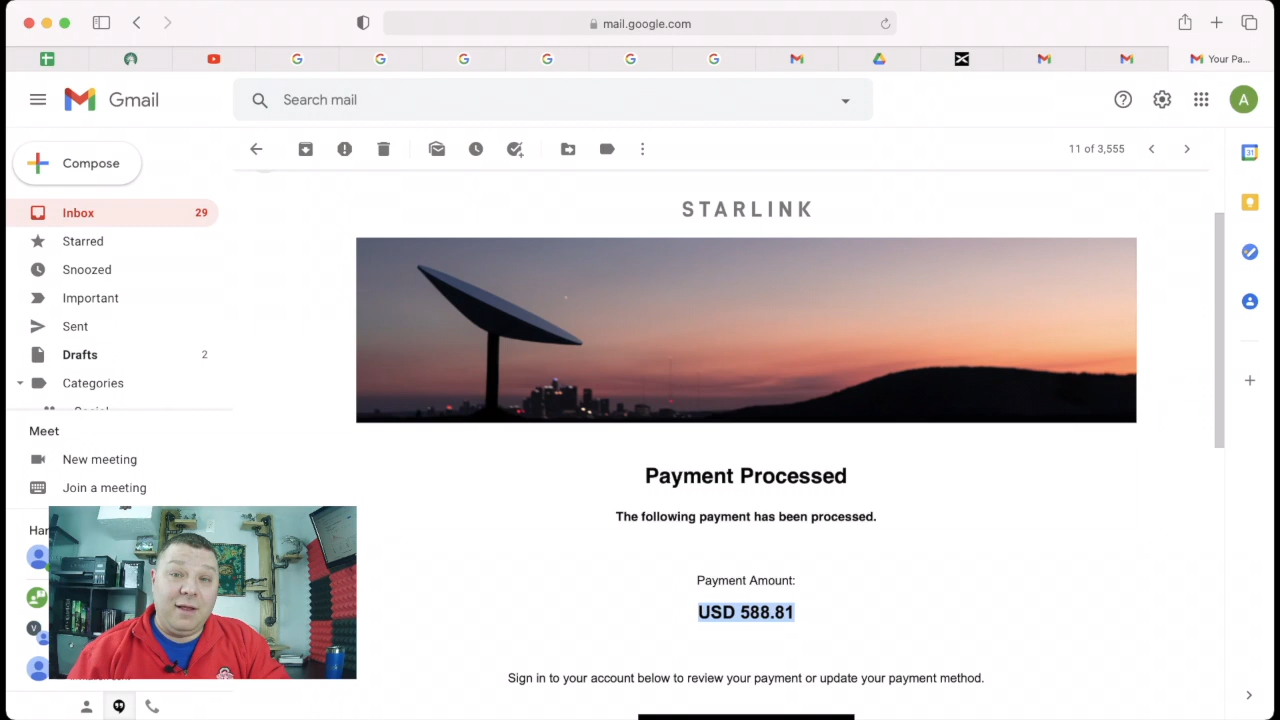 mail.google.com
Your Pa...
Gmail
Search mail
A
Compose
11 of 3,555
31
Inbox 29
Starred
Snoozed
Important
Sent
Drafts 2
Categories
Meet
New meeting
Join a meeting
V
STARLINK
Payment Processed
The following payment has been processed.
Payment Amount:
USD 588.81
Sign in to your account below to review your payment or update your payment method.